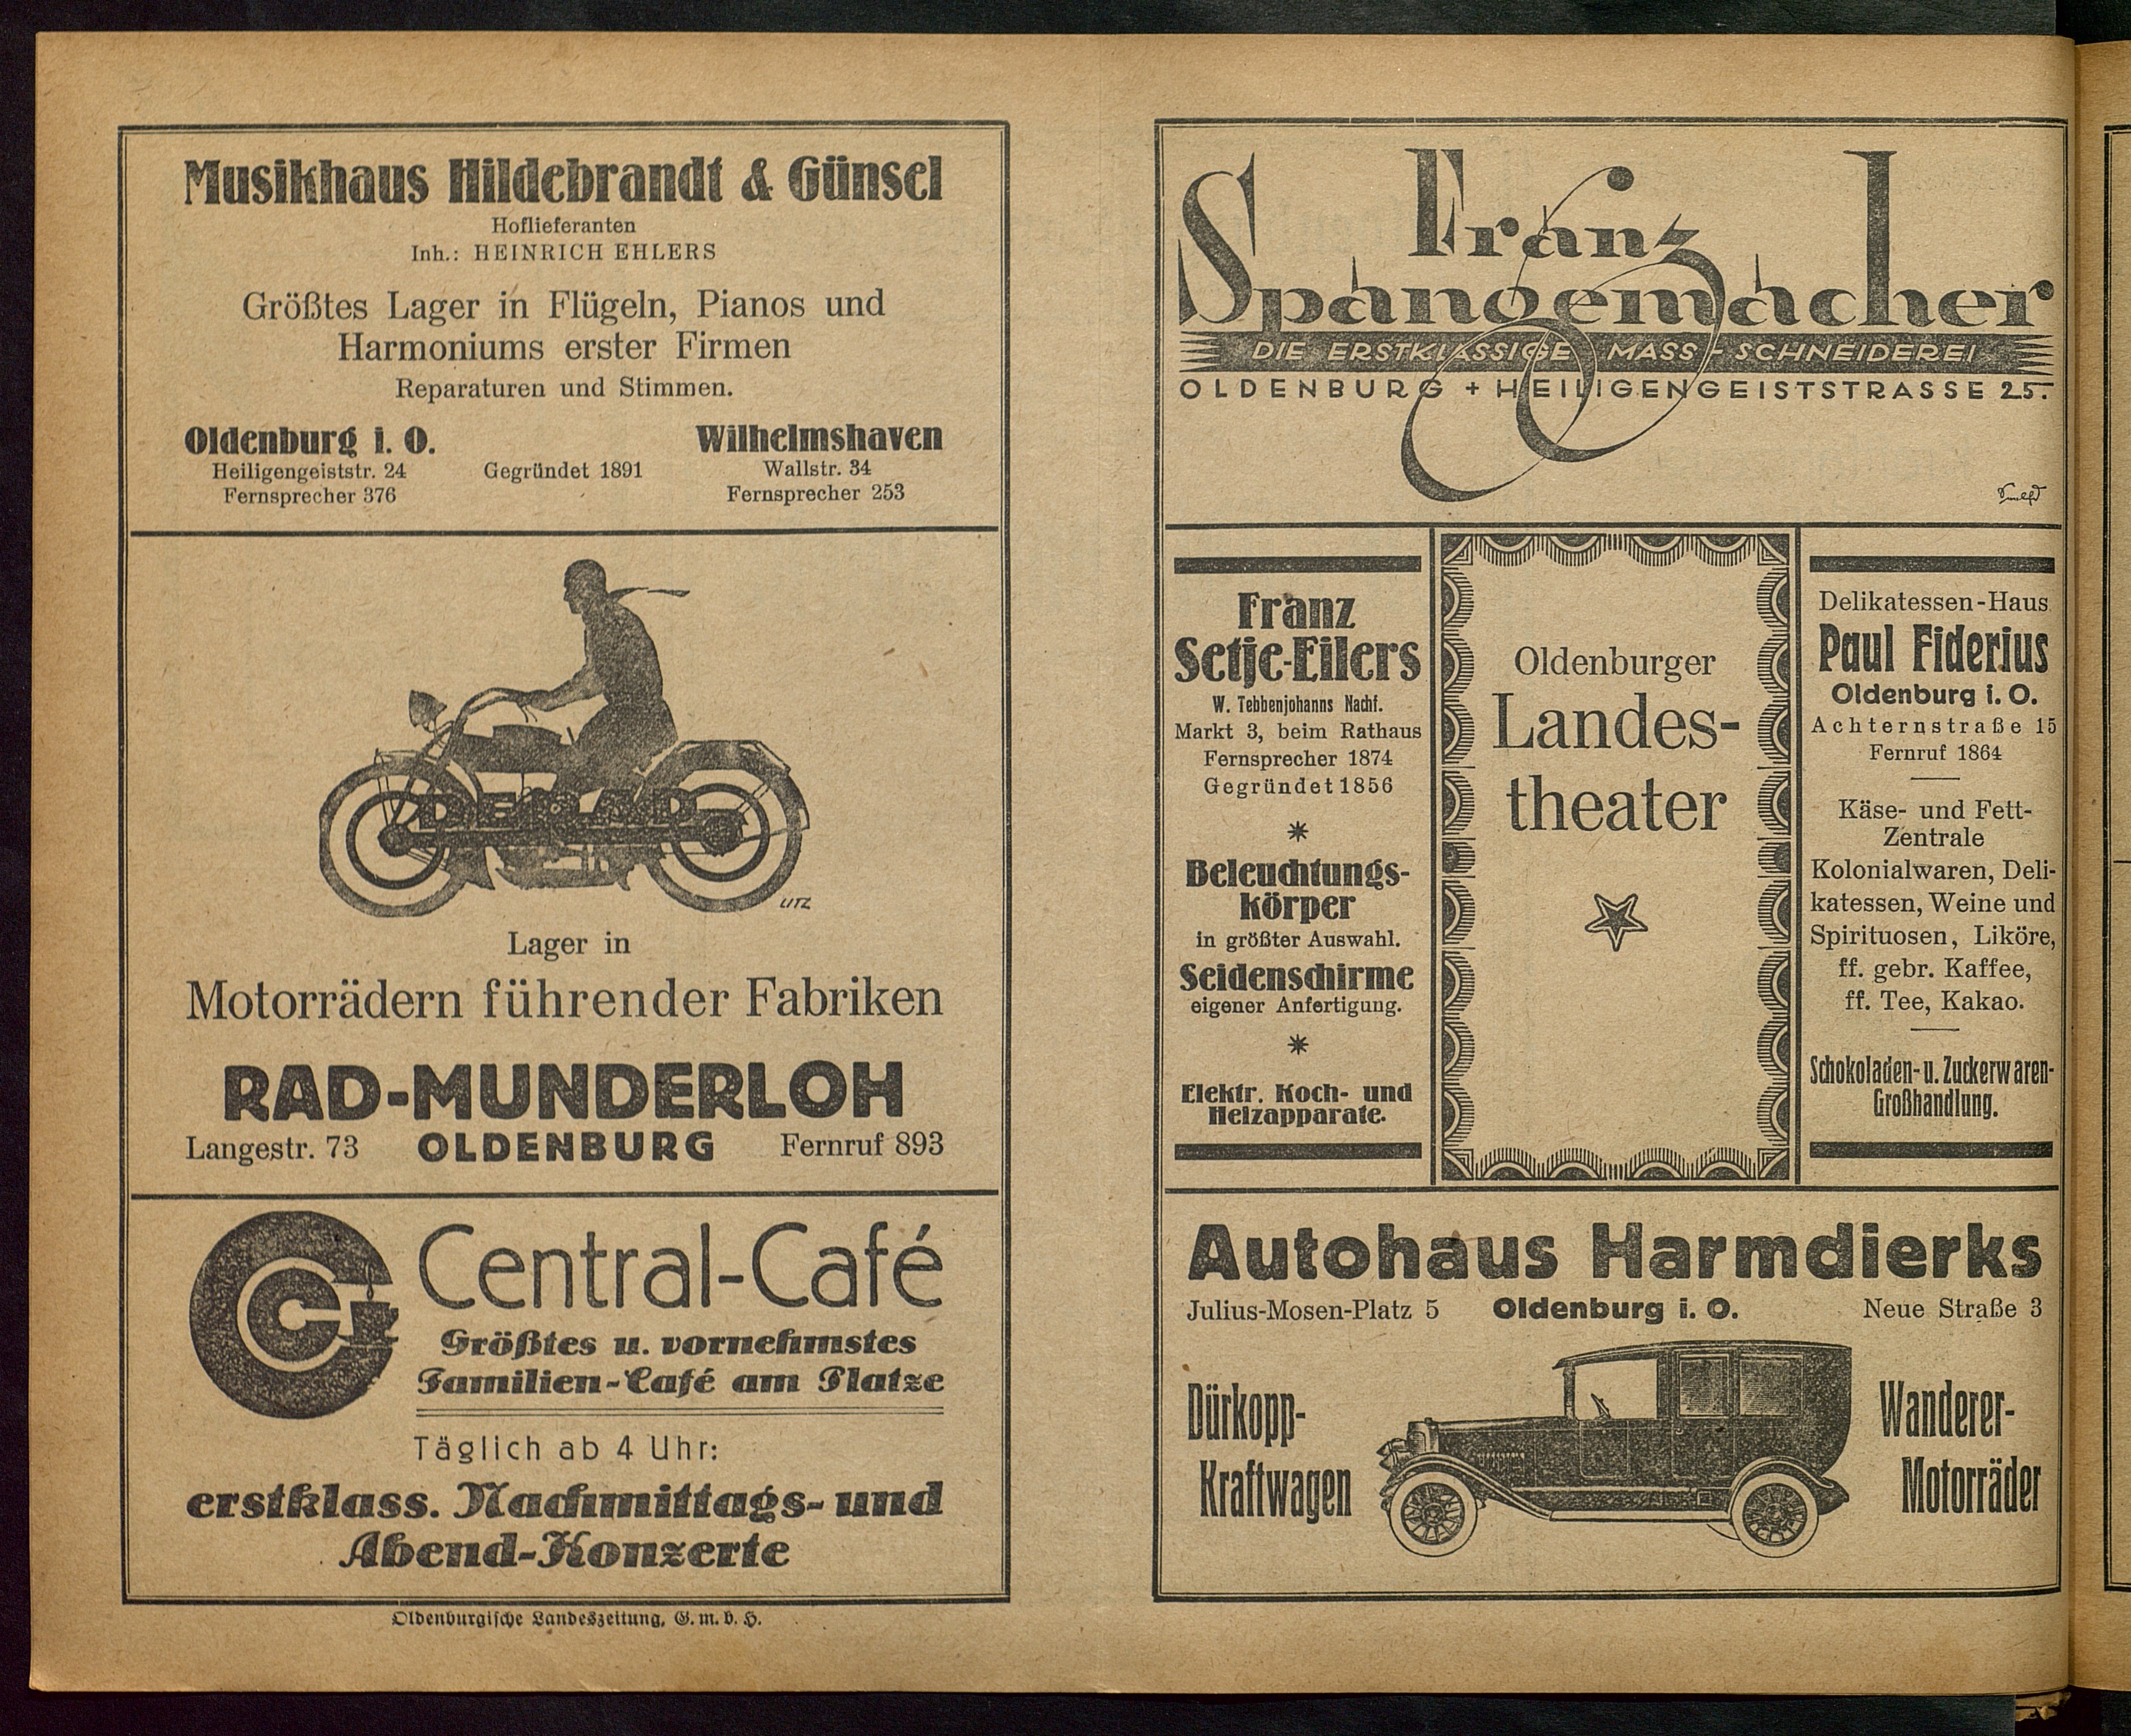 Musikhaus Hildebrandt & Günsel
Hoflieferanten
Inh.: HEINRICH EHLERS
Größtes Lager in Flügeln, Pianos und
Harmoniums erster Firmen
Reparaturen und Stimmen.
Oldenburg i. O.
Heiligengeiststr. 24
Fernsprecher 376
Gegründet 1891
Wilhelmshaven
Wallstr. 34
Fernsprecher 253
UTZ
Lager in
Motorrädern führender Fabriken
RAD-MUNDERLOH
Langestr. 73 OLDENBURG Fernruf 893
Central-Café
Größtes u. vornehmstes
Familien-Café am Platze
Täglich ab 4 Uhr:
erstklass. Nachmittags- und
Abend-Konzerte
Oldenburgische Landeszeitung, G. m. b. H.
Franz
Spangemacher
DIE ERSTKLASSIGE MASS-SCHNEIDEREI
OLDENBURG + HEILIGENGEISTSTRASSE 25.
Franz
Setje-Eilers
W. Tebbenjohanns Nachf.
Markt 3, beim Rathaus
Fernsprecher 1874
Gegründet 1856
Beleuchtungs-
körper
in größter Auswahl.
Seidenschirme
eigener Anfertigung.
Elektr. Koch- und
Heizapparate.
Oldenburger
Landes-
theater
Delikatessen-Haus
Paul Fiderius
Oldenburg i. O.
Achternstraße 15
Fernruf 1864
Käse- und Fett-
Zentrale
Kolonialwaren, Deli-
katessen, Weine und
Spirituosen, Liköre,
ff. gebr. Kaffee,
ff. Tee, Kakao.
Schokoladen- u. Zuckerwaren-
Großhandlung.
Autohaus Harmdierks
Julius-Mosen-Platz 5 Oldenburg i. O. Neue Straße 3
Dürkopp-
Kraftwagen
Wanderer-
Motorräder